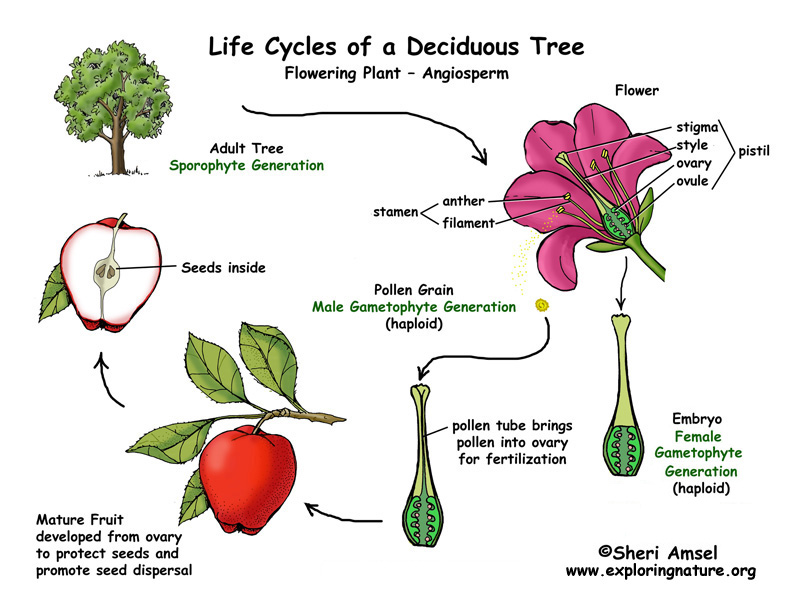 Life Cycles of a Deciduous Tree
Flowering Plant – Angiosperm
Flower
Adult Tree
Sporophyte Generation
stigma
style
ovary
ovule
pistil
anther
filament
stamen
Seeds inside
Pollen Grain
Male Gametophyte Generation
(haploid)
pollen tube brings
pollen into ovary
for fertilization
Embryo
Female
Gametophyte
Generation
(haploid)
Mature Fruit
developed from ovary
to protect seeds and
promote seed dispersal
©Sheri Amsel
www.exploringnature.org